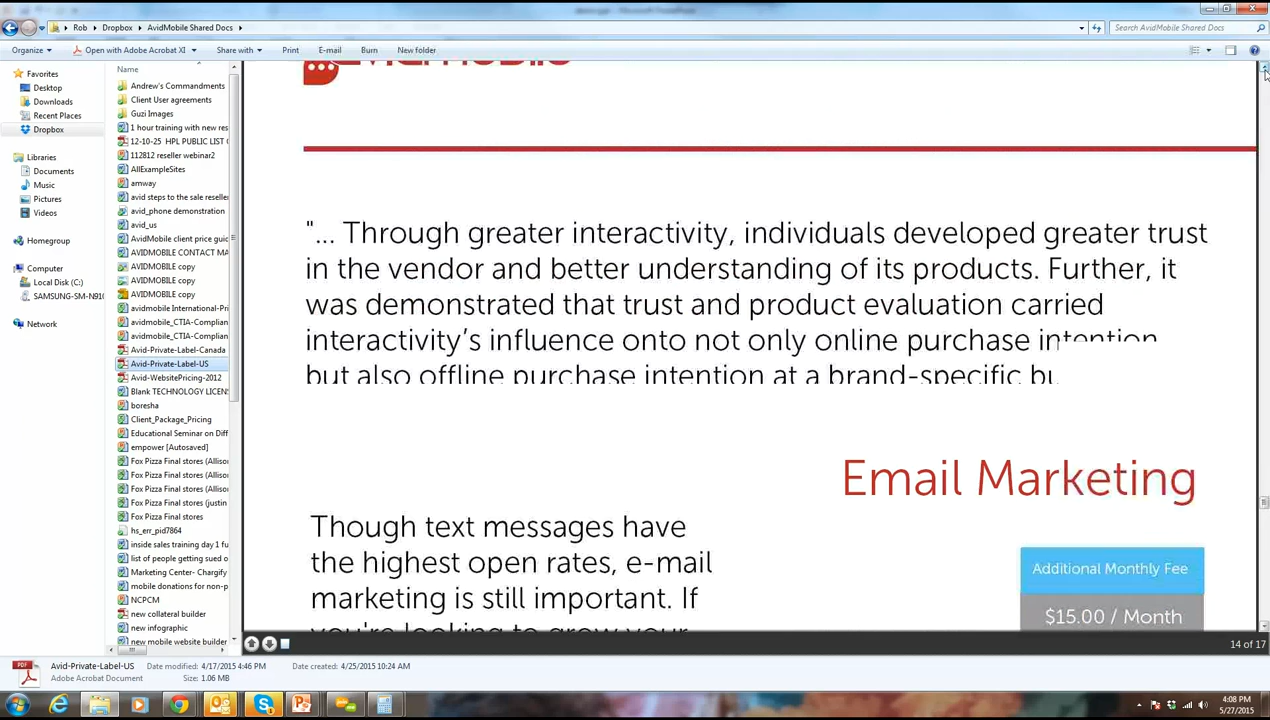 Rob
Dropbox
AvidMobile Shared Docs
Search AvidMobile Shared Docs
Organize
Open with Adobe Acrobat XI
Share with
Print
E-mail
Burn
New folder
Favorites
Desktop
Downloads
Recent Places
Dropbox
Libraries
Documents
Music
Pictures
Videos
Homegroup
Computer
Local Disk (C:)
SAMSUNG-SM-N910
Network
Name
Andrew's Commandments
Client User agreements
Guzi Images
1 hour training with new res
12-10-25 HPL PUBLIC LIST
112812 reseller webinar2
AllExampleSites
amway
avid steps to the sale reselle
avid_phone demonstration
avid_us
AvidMobile client price guid
AVIDMOBILE CONTACT MA
AVIDMOBILE copy
AVIDMOBILE copy
AVIDMOBILE copy
avidmobile International-Pri
avidmobile_CTIA-Complian
avidmobile_CTIA-Complian
Avid-Private-Label-Canada
Avid-Private-Label-US
Avid-WebsitePricing-2012
Blank TECHNOLOGY LICEN
boresha
Client_Package_Pricing
Educational Seminar on Diff
empower [Autosaved]
Fox Pizza Final stores (Alliso
Fox Pizza Final stores (Alliso
Fox Pizza Final stores (Alliso
Fox Pizza Final stores (justin
Fox Pizza Final stores
hs_err_pid7864
inside sales training day 1 fu
list of people getting sued o
Marketing Center- Chargify
mobile donations for non-p
NCPCM
new collateral builder
new infographic
new mobile website builder
"... Through greater interactivity, individuals developed greater trust
in the vendor and better understanding of its products. Further, it
was demonstrated that trust and product evaluation carried
interactivity's influence onto not only online purchase intention
but also offline purchase intention at a brand-specific
Email Marketing
Though text messages have
the highest open rates, e-mail
marketing is still important. If
you're looking to grow your
Additional Monthly Fee
$15.00 / Month
14 of 17
Avid-Private-Label-US
Date modified: 4/17/2015 4:46 PM
Date created: 4/25/2015 10:24 AM
Adobe Acrobat Document
Size: 1.06 MB
4:08 PM
5/27/2015